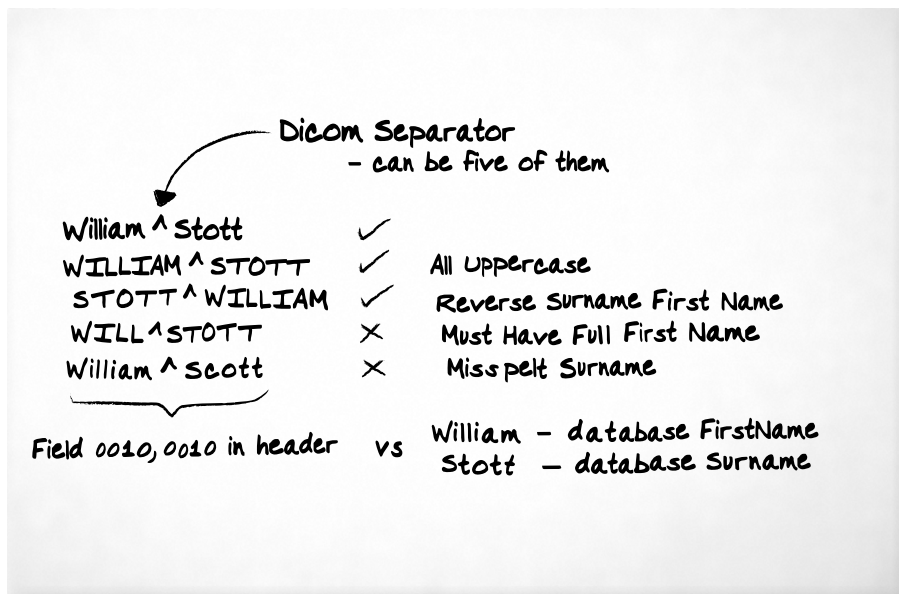 Dicom Separator
- can be five of them
William ^ Stott ✓
WILLIAM ^ STOTT ✓ All Uppercase
STOTT ^ WILLIAM ✓ Reverse Surname First Name
WILL ^ STOTT ✗ Must Have Full First Name
William ^ Scott ✗ Misspelt Surname
Field 0010,0010 in header vs William - database FirstName
Stott - database Surname